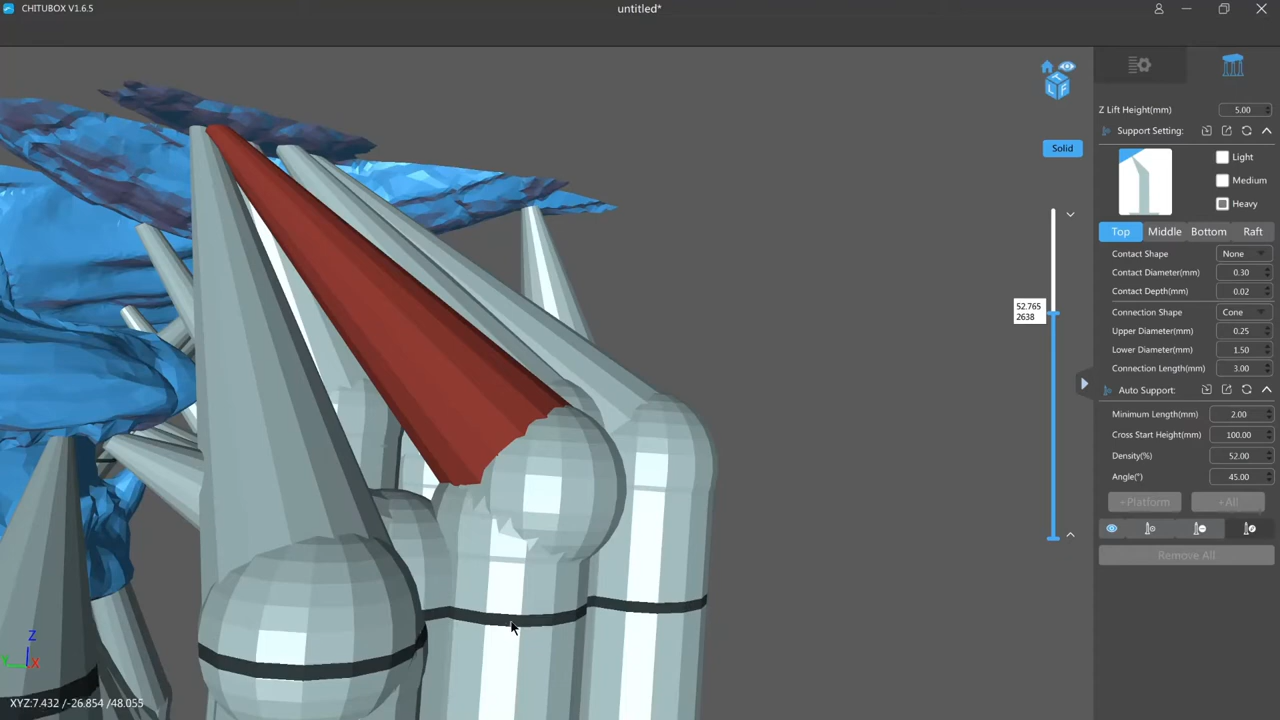 CHITUBOX V1.6.5
untitled*
Z Lift Height(mm) 5.00
Support Setting:
Light
Medium
Heavy
Top Middle Bottom Raft
Contact Shape None
Contact Diameter(mm) 0.30
Contact Depth(mm) 0.02
Connection Shape Cone
Upper Diameter(mm) 0.25
Lower Diameter(mm) 1.50
Connection Length(mm) 3.00
Auto Support:
Minimum Length(mm) 2.00
Cross Start Height(mm) 100.00
Density(%) 52.00
Angle(°) 45.00
+Platform +All
Remove All
T
L F
Solid
52.765
2638
Z
Y X
XYZ:7.432 /-26.854 /48.055